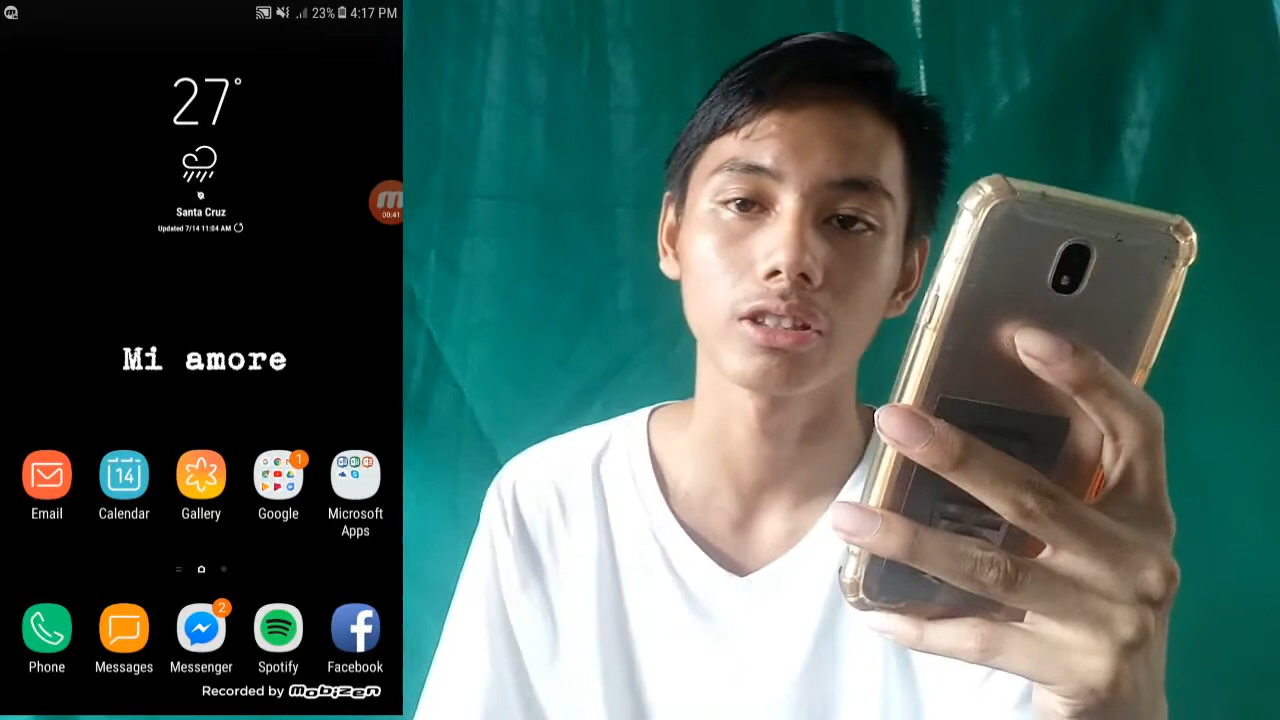 23% 4:17 PM
27°
Santa Cruz
Updated 7/14 11:04 AM
00:41
Mi amore
14
1
Email Calendar Gallery Google Microsoft Apps
2
Phone Messages Messenger Spotify Facebook
Recorded by Mobizen